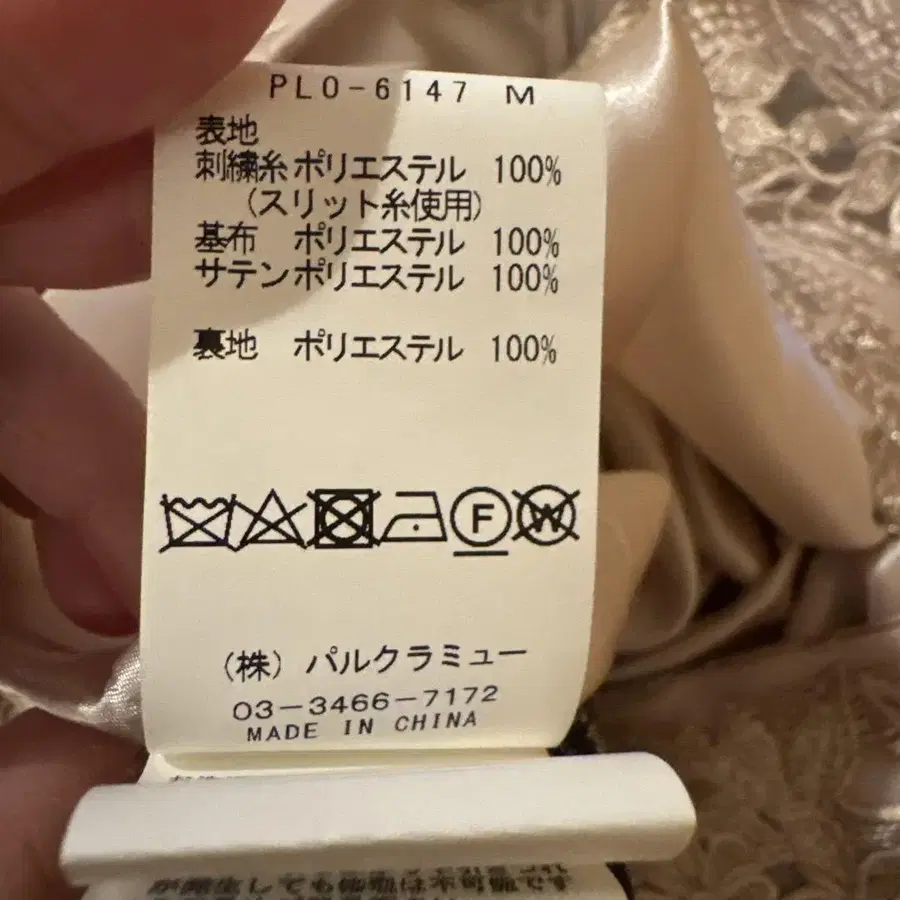 PLO-6147 M
表地
刺繍糸 ポリエステル 100%
(スリット糸使用)
基布 ポリエステル 100%
サテン ポリエステル 100%
裏地 ポリエステル 100%
F W
(株) パルクラミュー
03-3466-7172
MADE IN CHINA